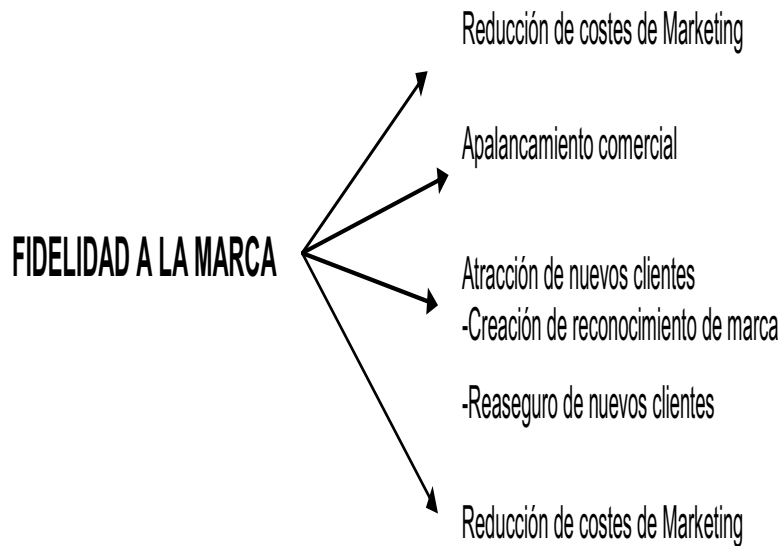 Reducción de costes de Marketing
Apalancamiento comercial
FIDELIDAD A LA MARCA
Atracción de nuevos clientes
-Creación de reconocimiento de marca
-Reaseguro de nuevos clientes
Reducción de costes de Marketing